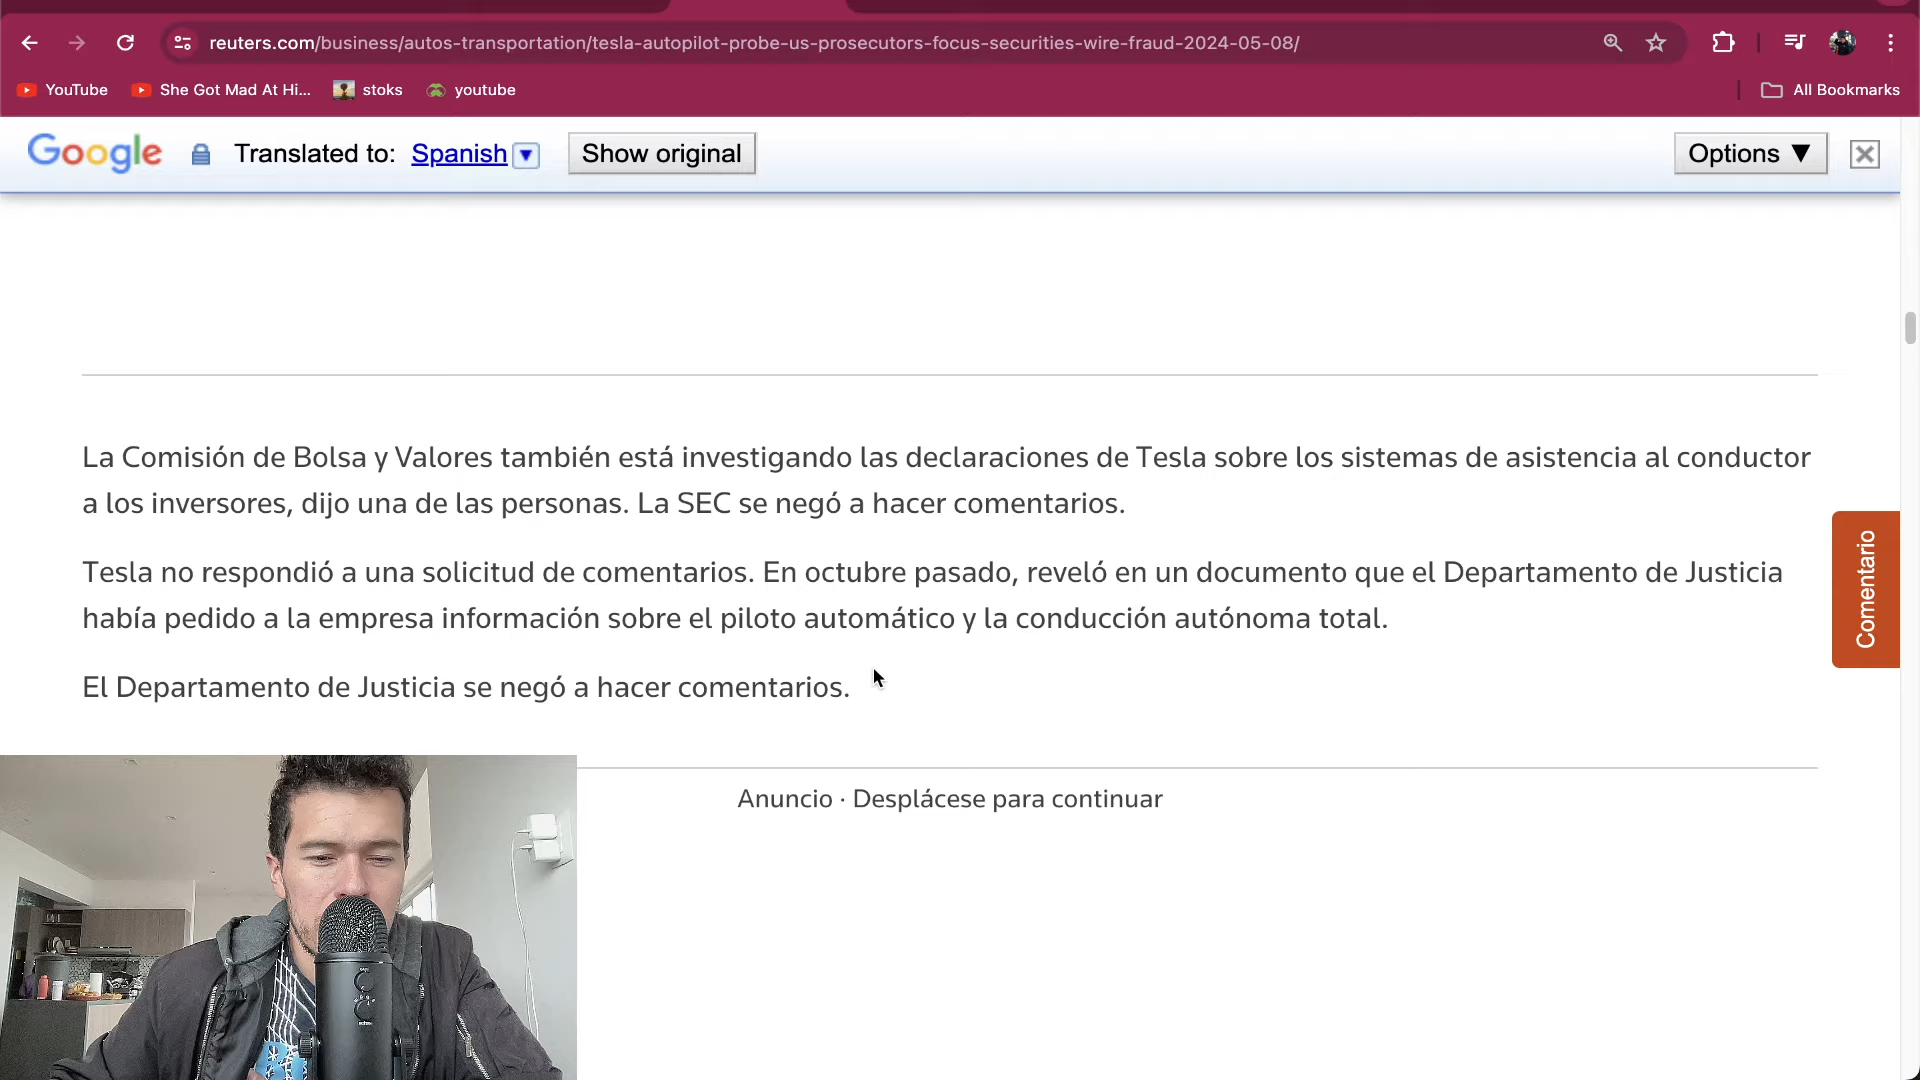 reuters.com/business/autos-transportation/tesla-autopilot-probe-us-prosecutors-focus-securities-wire-fraud-2024-05-08/
YouTube She Got Mad At Hi... stoks youtube All Bookmarks
Google Translated to: Spanish ▼ Show original Options ▼
La Comisión de Bolsa y Valores también está investigando las declaraciones de Tesla sobre los sistemas de asistencia al conductor
a los inversores, dijo una de las personas. La SEC se negó a hacer comentarios.
Tesla no respondió a una solicitud de comentarios. En octubre pasado, reveló en un documento que el Departamento de Justicia
había pedido a la empresa información sobre el piloto automático y la conducción autónoma total.
Comentario
El Departamento de Justicia se negó a hacer comentarios.
Anuncio · Desplácese para continuar